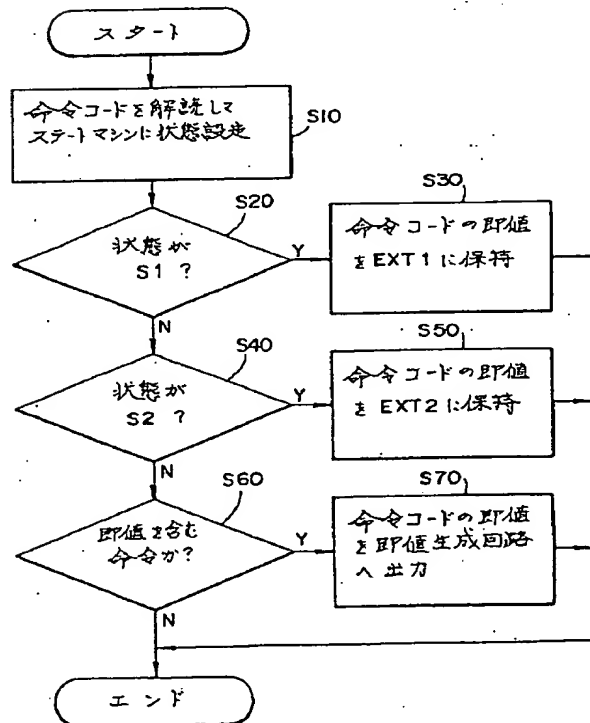 スタート
命令コードを解読して
ステートマシンに状態設定
S10
状態が
S1 ?
S20
Y
N
S30
命令コードの即値
をEXT1に保持
状態が
S2 ?
S40
Y
N
S50
命令コードの即値
をEXT2に保持
即値を含む
命令か?
S60
Y
N
S70
命令コードの即値
を即値生成回路
へ出力
エンド